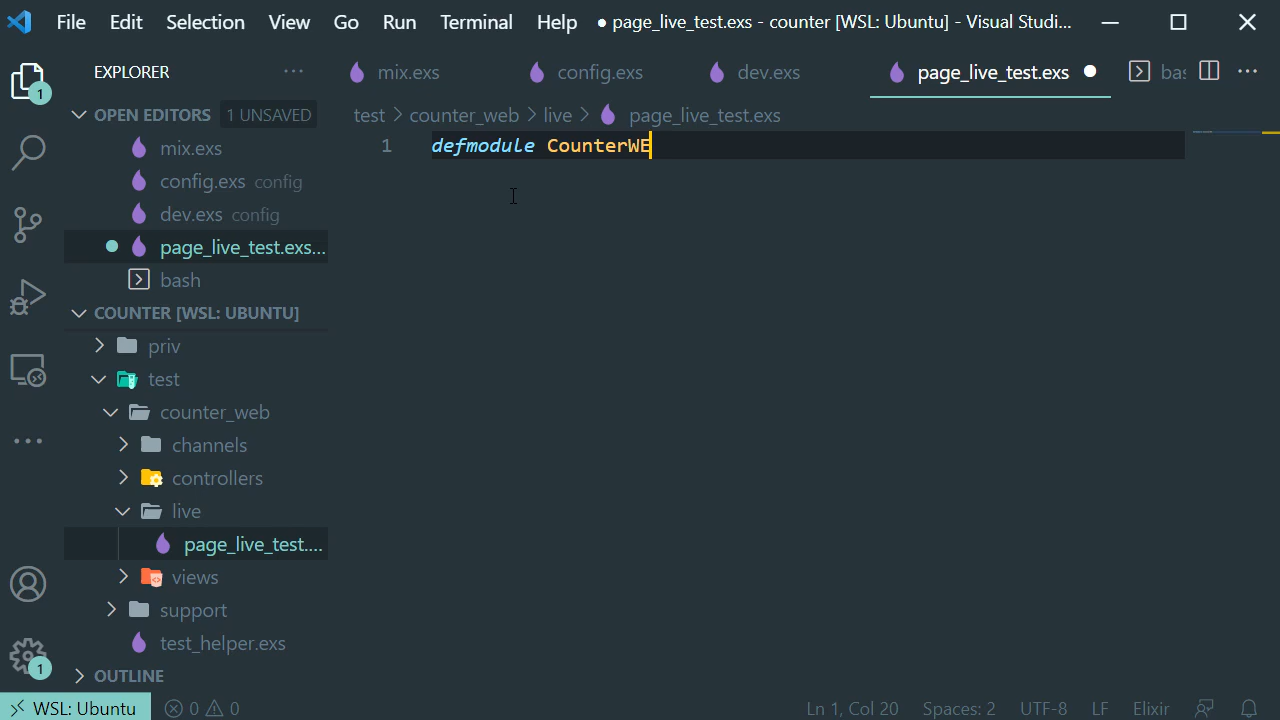 File Edit Selection View Go Run Terminal Help ● page_live_test.exs - counter [WSL: Ubuntu] - Visual Studi...
EXPLORER ...
mix.exs config.exs dev.exs page_live_test.exs bas ...
OPEN EDITORS 1 UNSAVED
test > counter_web > live > page_live_test.exs
1 defmodule CounterWE
mix.exs
config.exs config
dev.exs config
page_live_test.exs...
bash
COUNTER [WSL: UBUNTU]
priv
test
counter_web
channels
controllers
live
page_live_test....
views
support
test_helper.exs
OUTLINE
1
1
WSL: Ubuntu 0 0 Ln 1, Col 20 Spaces: 2 UTF-8 LF Elixir